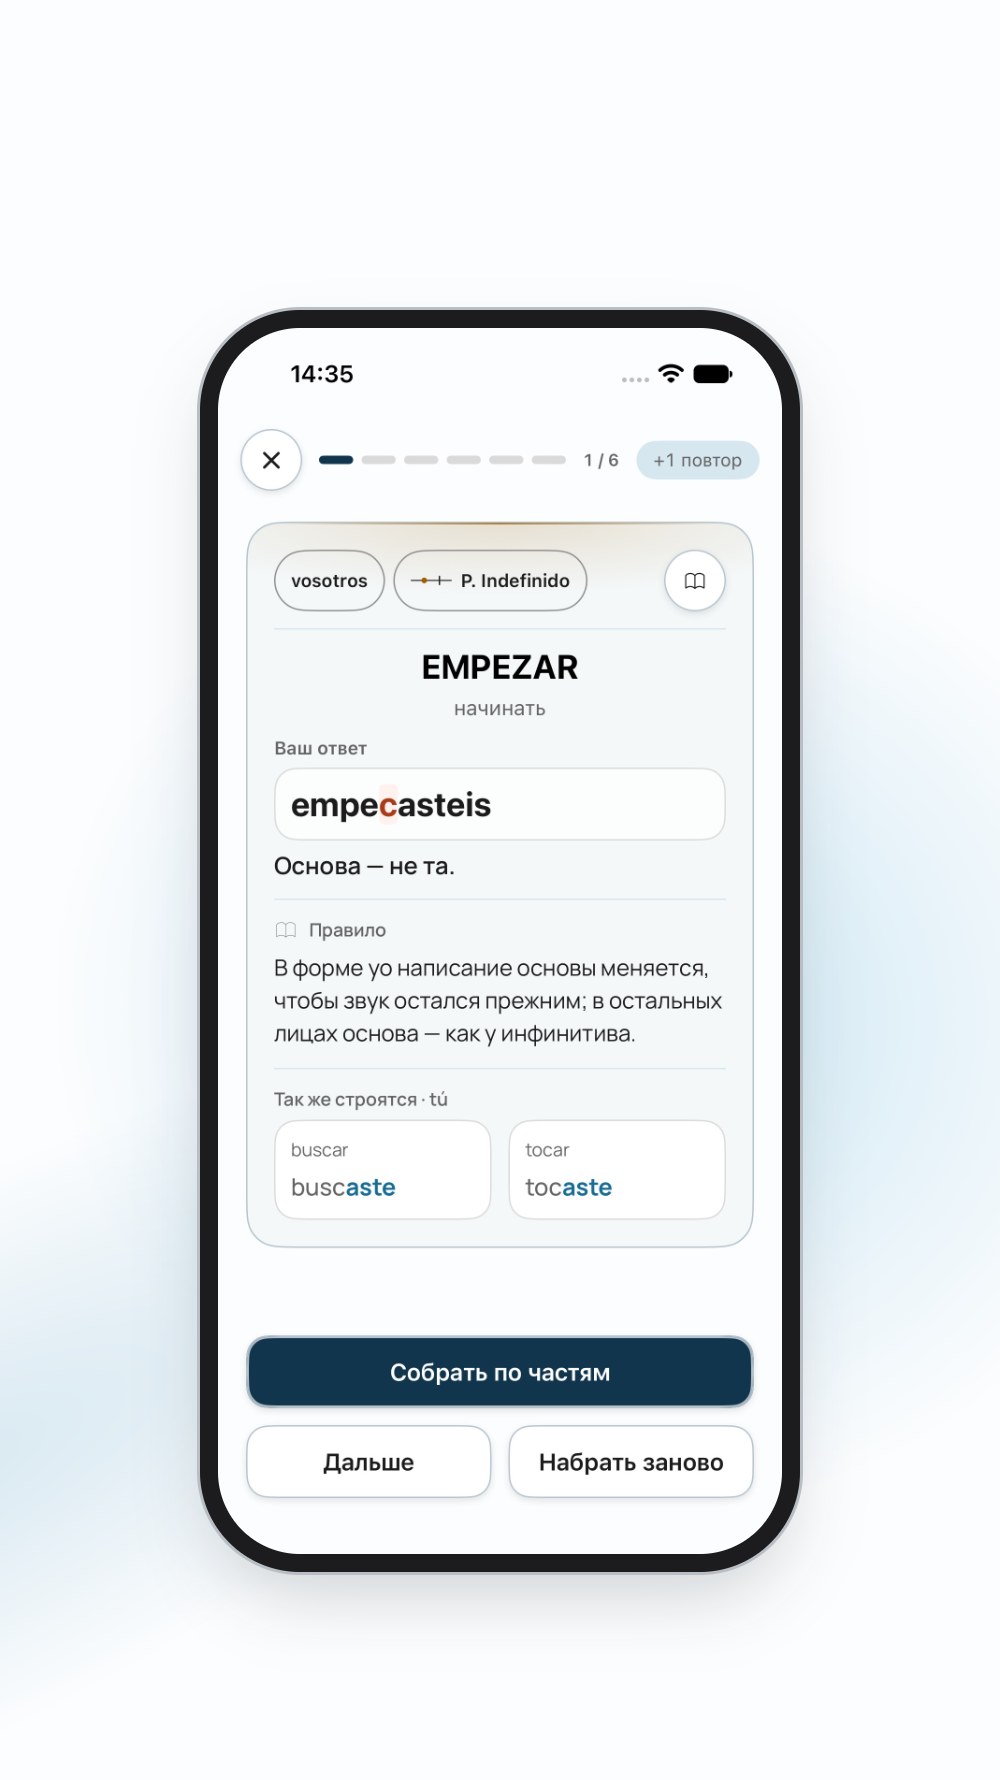 14:35
1 / 6
+1 повтор
vosotros
P. Indefinido
EMPEZAR
начинать
Ваш ответ
empecasteis
Основа — не та.
Правило
В форме yo написание основы меняется,
чтобы звук остался прежним; в остальных
лицах основа — как у инфинитива.
Так же строятся · tú
buscar
buscaste
tocar
tocaste
Собрать по частям
Дальше
Набрать заново